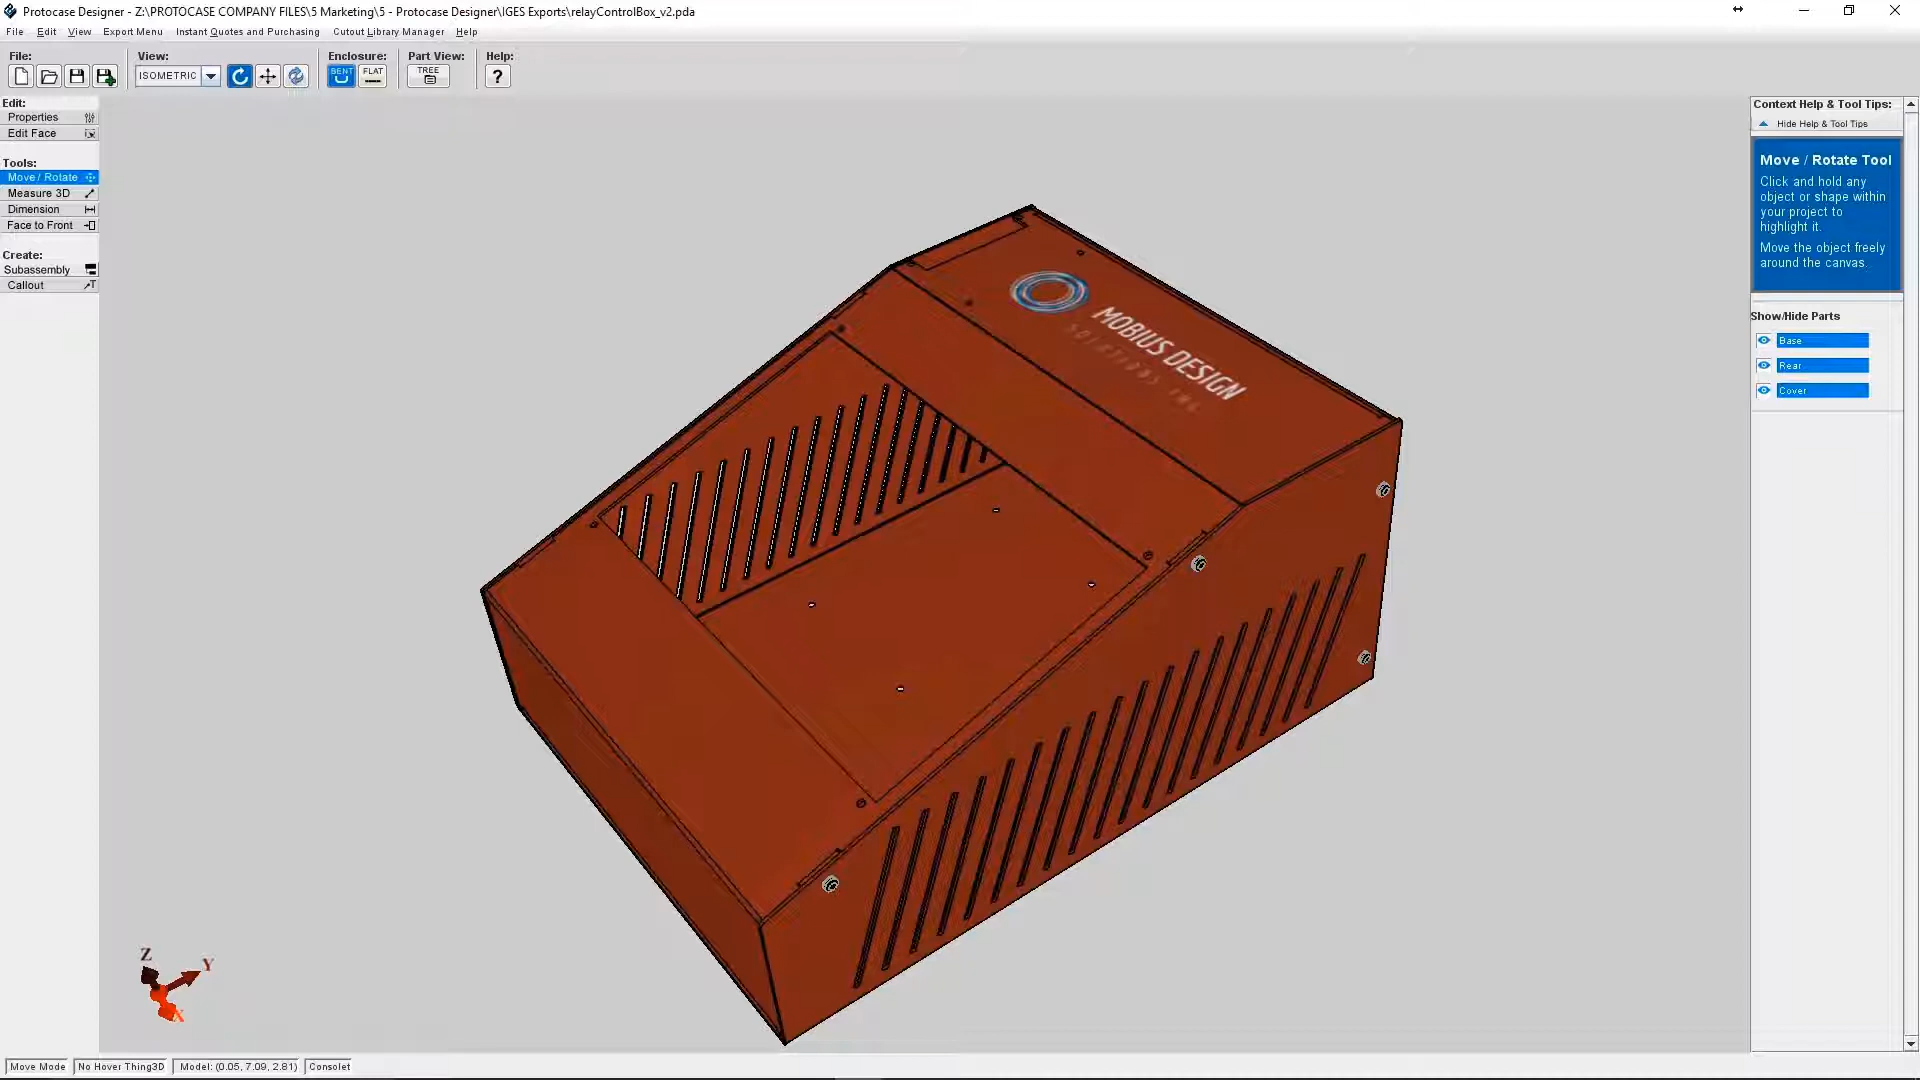 Protocase Designer - Z:\PROTOCASE COMPANY FILES\5 Marketing\5 - Protocase Designer\IGES Exports\relayControlBox_v2.pda
File Edit View Export Menu Instant Quotes and Purchasing Cutout Library Manager Help
File: View: Enclosure: Part View: Help:
ISOMETRIC BENT FLAT TREE ?
Edit:
Properties
Edit Face
Tools:
Move / Rotate
Measure 3D
Dimension
Face to Front
Create:
Subassembly
Callout
MOBIUS DESIGN
SOLUTIONS INC
Z
Y
X
Context Help & Tool Tips:
Hide Help & Tool Tips
Move / Rotate Tool
Click and hold any
object or shape within
your project to
highlight it.
Move the object freely
around the canvas.
Show/Hide Parts
Base
Rear
Cover
Move Mode No Hover Thing3D Model: (0.05, 7.09, 2.81) Consolet